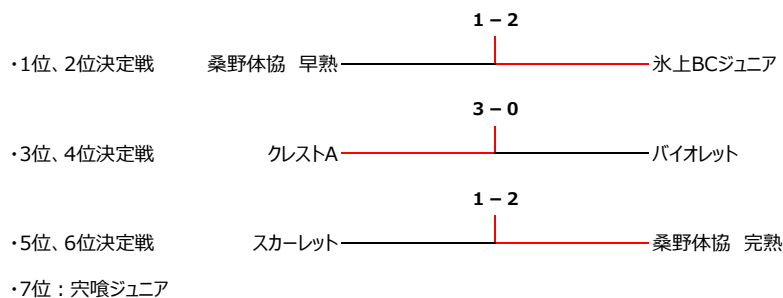 1 – 2
・1位、2位決定戦 桑野体協 早熟 氷上BCジュニア
3 – 0
・3位、4位決定戦 クレストA バイオレット
1 – 2
・5位、6位決定戦 スカーレット 桑野体協 完熟
・7位：宍喰ジュニア